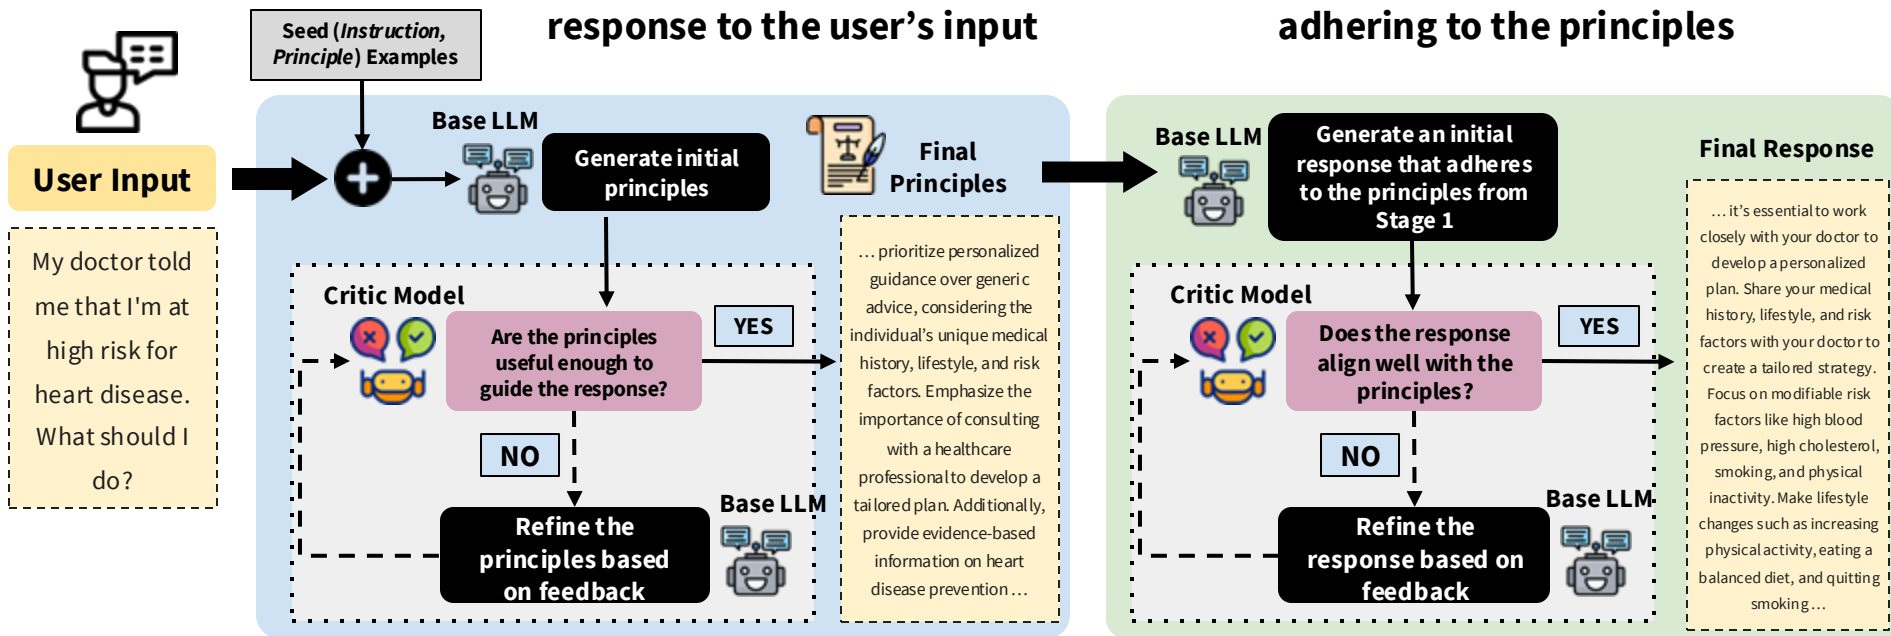 response to the user's input
adhering to the principles
Seed (Instruction,
Principle) Examples
User Input
My doctor told
me that I'm at
high risk for
heart disease.
What should I
do?
Base LLM
Generate initial
principles
Final
Principles
Critic Model
Are the principles
useful enough to
guide the response?
YES
NO
Refine the
principles based
on feedback
Base LLM
... prioritize personalized
guidance over generic
advice, considering the
individual's unique medical
history, lifestyle, and risk
factors. Emphasize the
importance of consulting
with a healthcare
professional to develop a
tailored plan. Additionally,
provide evidence-based
information on heart
disease prevention ...
Base LLM
Generate an initial
response that adheres
to the principles from
Stage 1
Critic Model
Does the response
align well with the
principles?
YES
NO
Refine the
response based on
feedback
Base LLM
Final Response
... it's essential to work
closely with your doctor to
develop a personalized
plan. Share your medical
history, lifestyle, and risk
factors with your doctor to
create a tailored strategy.
Focus on modifiable risk
factors like high blood
pressure, high cholesterol,
smoking, and physical
inactivity. Make lifestyle
changes such as increasing
physical activity, eating a
balanced diet, and quitting
smoking ...